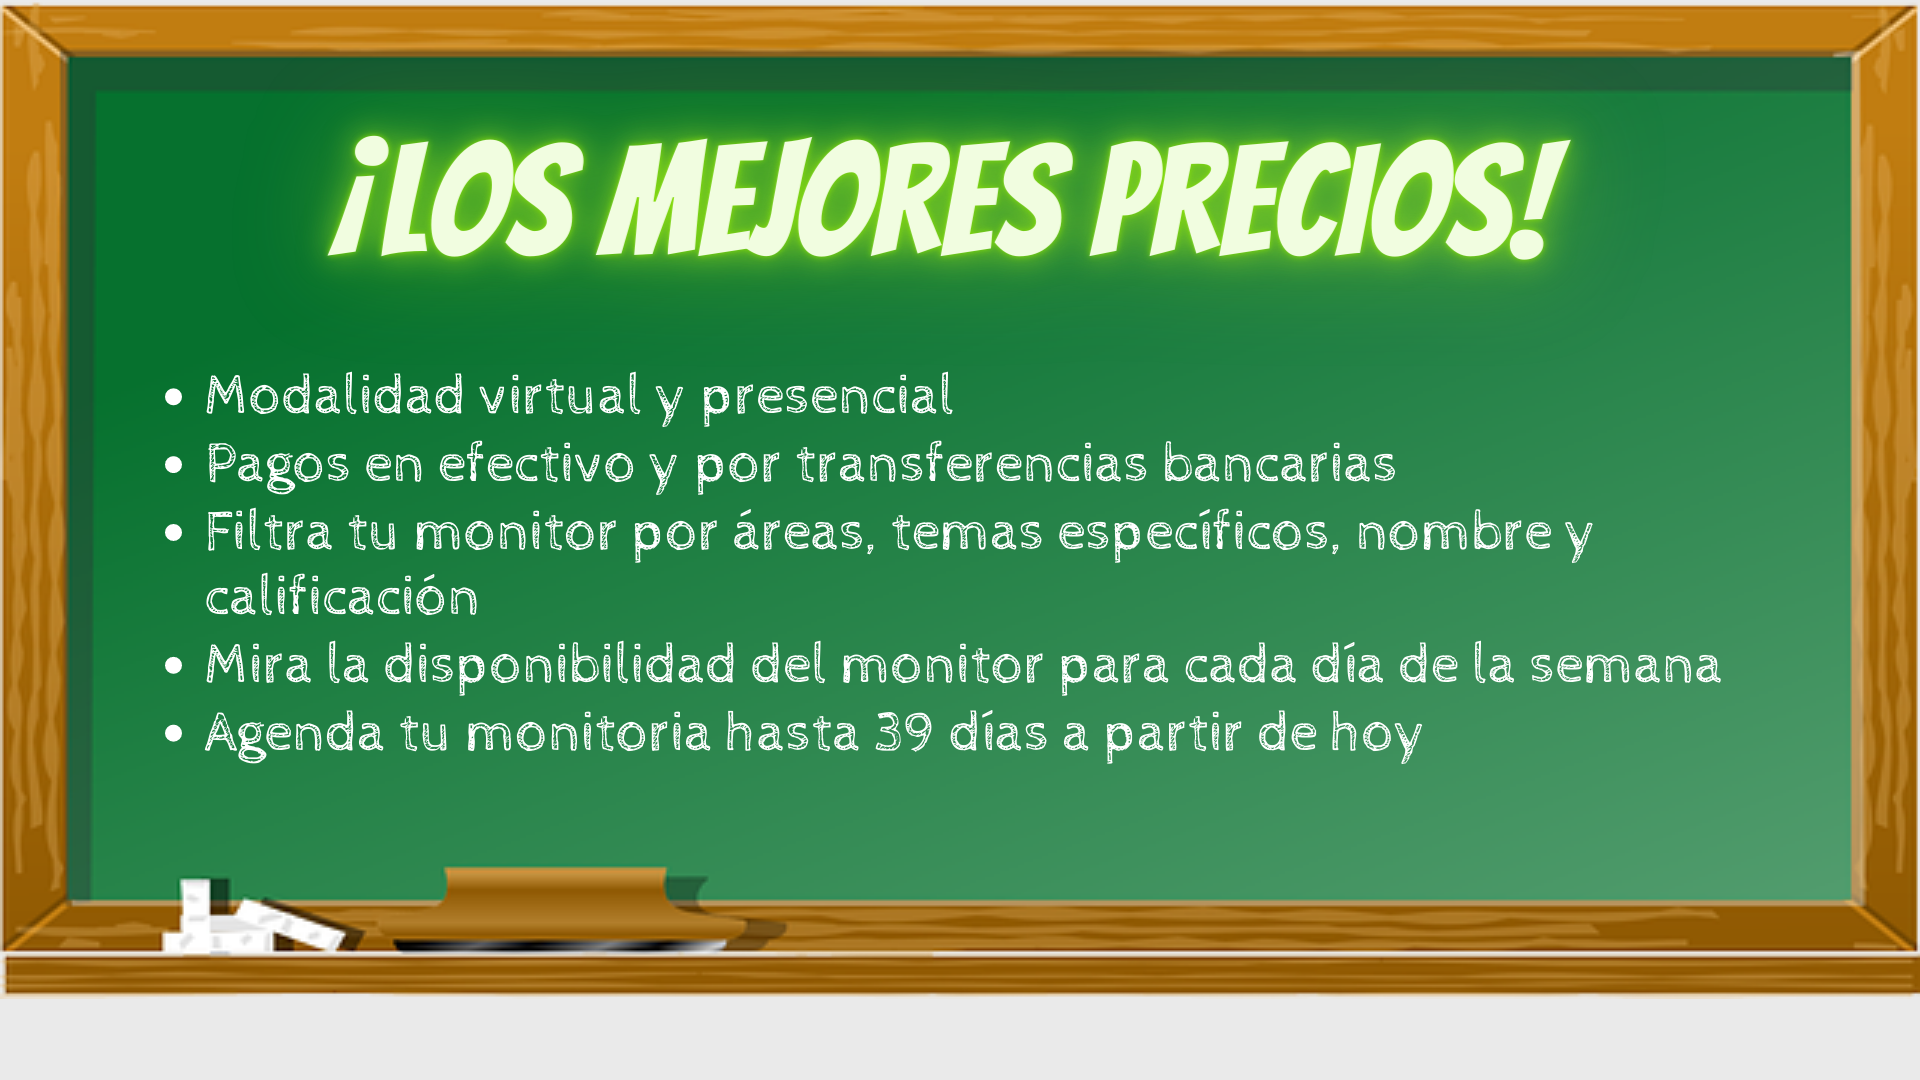 ¡LOS MEJORES PRECIOS!
• Modalidad virtual y presencial
• Pagos en efectivo y por transferencias bancarias
• Filtra tu monitor por áreas, temas específicos, nombre y
calificación
• Mira la disponibilidad del monitor para cada día de la semana
• Agenda tu monitoria hasta 39 días a partir de hoy